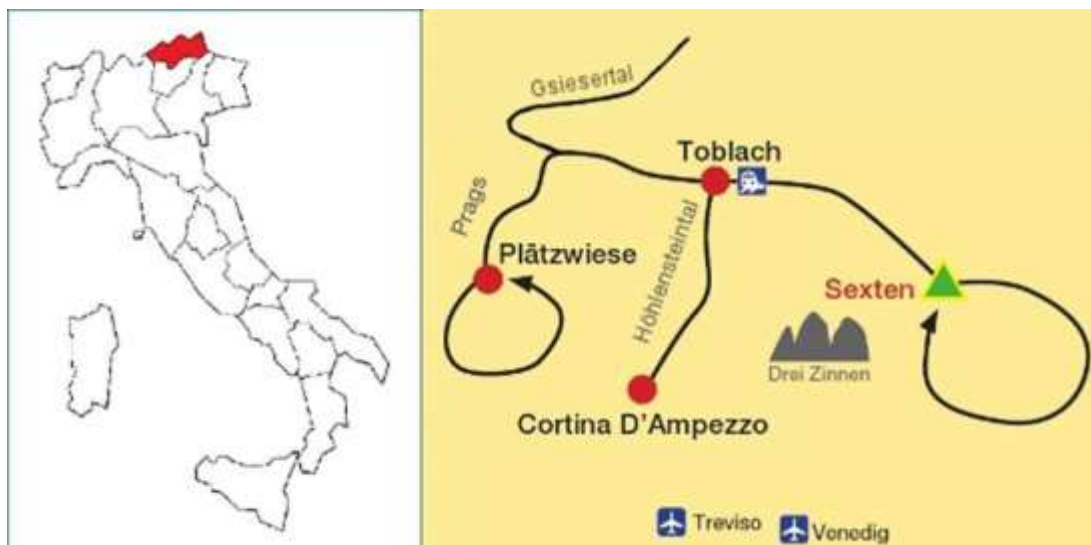 Gsiesertal
Toblach
Prags
Höhlensteintal
Plätzwiese
Sexten
Drei Zinnen
Cortina D'Ampezzo
Treviso
Venedig